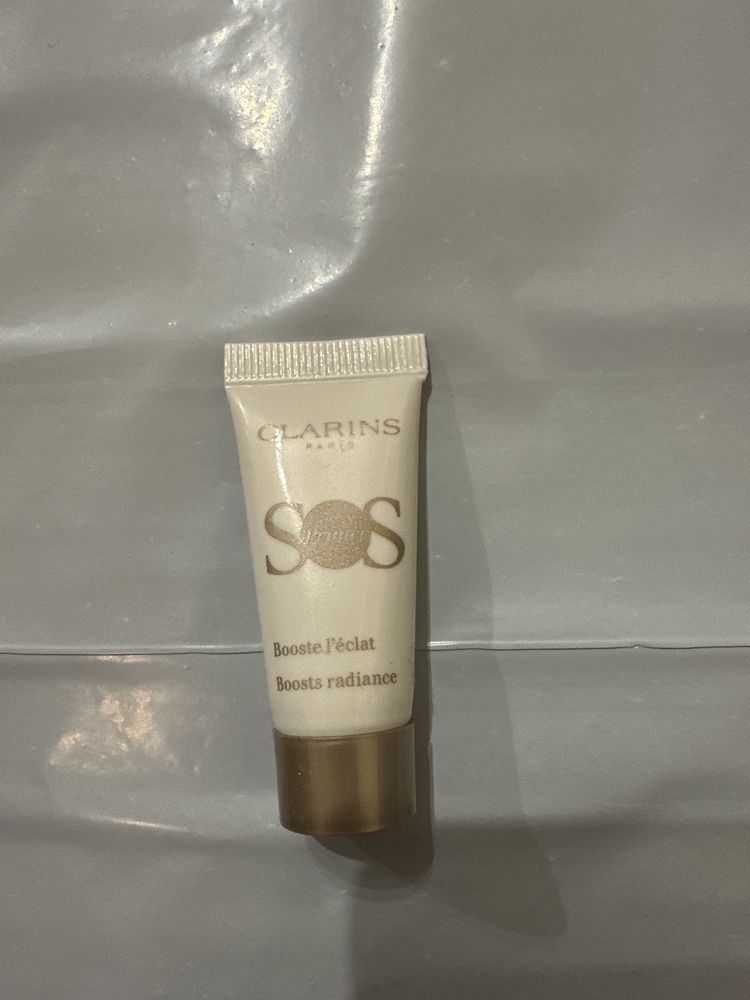 CLARINS
PARIS
SOS
primer
Booste l'éclat
Boosts radiance